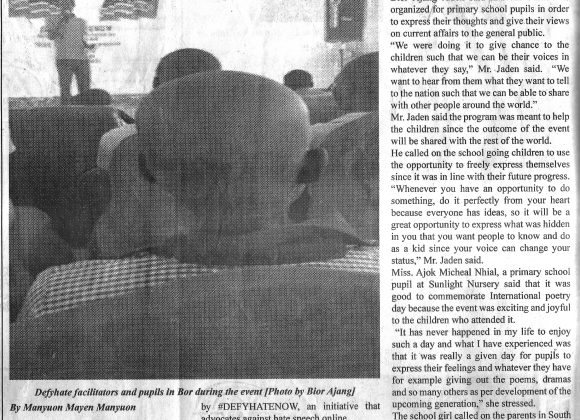 Defyhate facilitators and pupils in Bor during the event [Photo by Bior Ajang]
By Manyuon Mayen Manyuon
by #DEFYHATENOW, an initiative that
advocates against hate speech online
organized for primary school pupils in order
to express their thoughts and give their views
on current affairs to the general public.
“We were doing it to give chance to the
children such that we can be their voices in
whatever they say,” Mr. Jaden said. “We
want to hear from them what they want to tell
to the nation such that we can be able to share
with other people around the world.”
Mr. Jaden said the program was meant to help
the children since the outcome of the event
will be shared with the rest of the world.
He called on the school going children to use
the opportunity to freely express themselves
since it was in line with their future progress.
“Whenever you have an opportunity to do
something, do it perfectly from your heart
because everyone has ideas, so it will be a
great opportunity to express what was hidden
in you that you want people to know and do
as a kid since your voice can change your
status,” Mr. Jaden said.
Miss. Ajok Micheal Nhial, a primary school
pupil at Sunlight Nursery said that it was
good to commemorate International poetry
day because the event was exciting and joyful
to the children who attended it.
“It has never happened in my life to enjoy
such a day and what I have experienced was
that it was really a given day for pupils to
express their feelings and whatever they have
for example giving out the poems, dramas
and so many others as per development of the
upcoming generation,” she stressed.
The school girl called on the parents in South